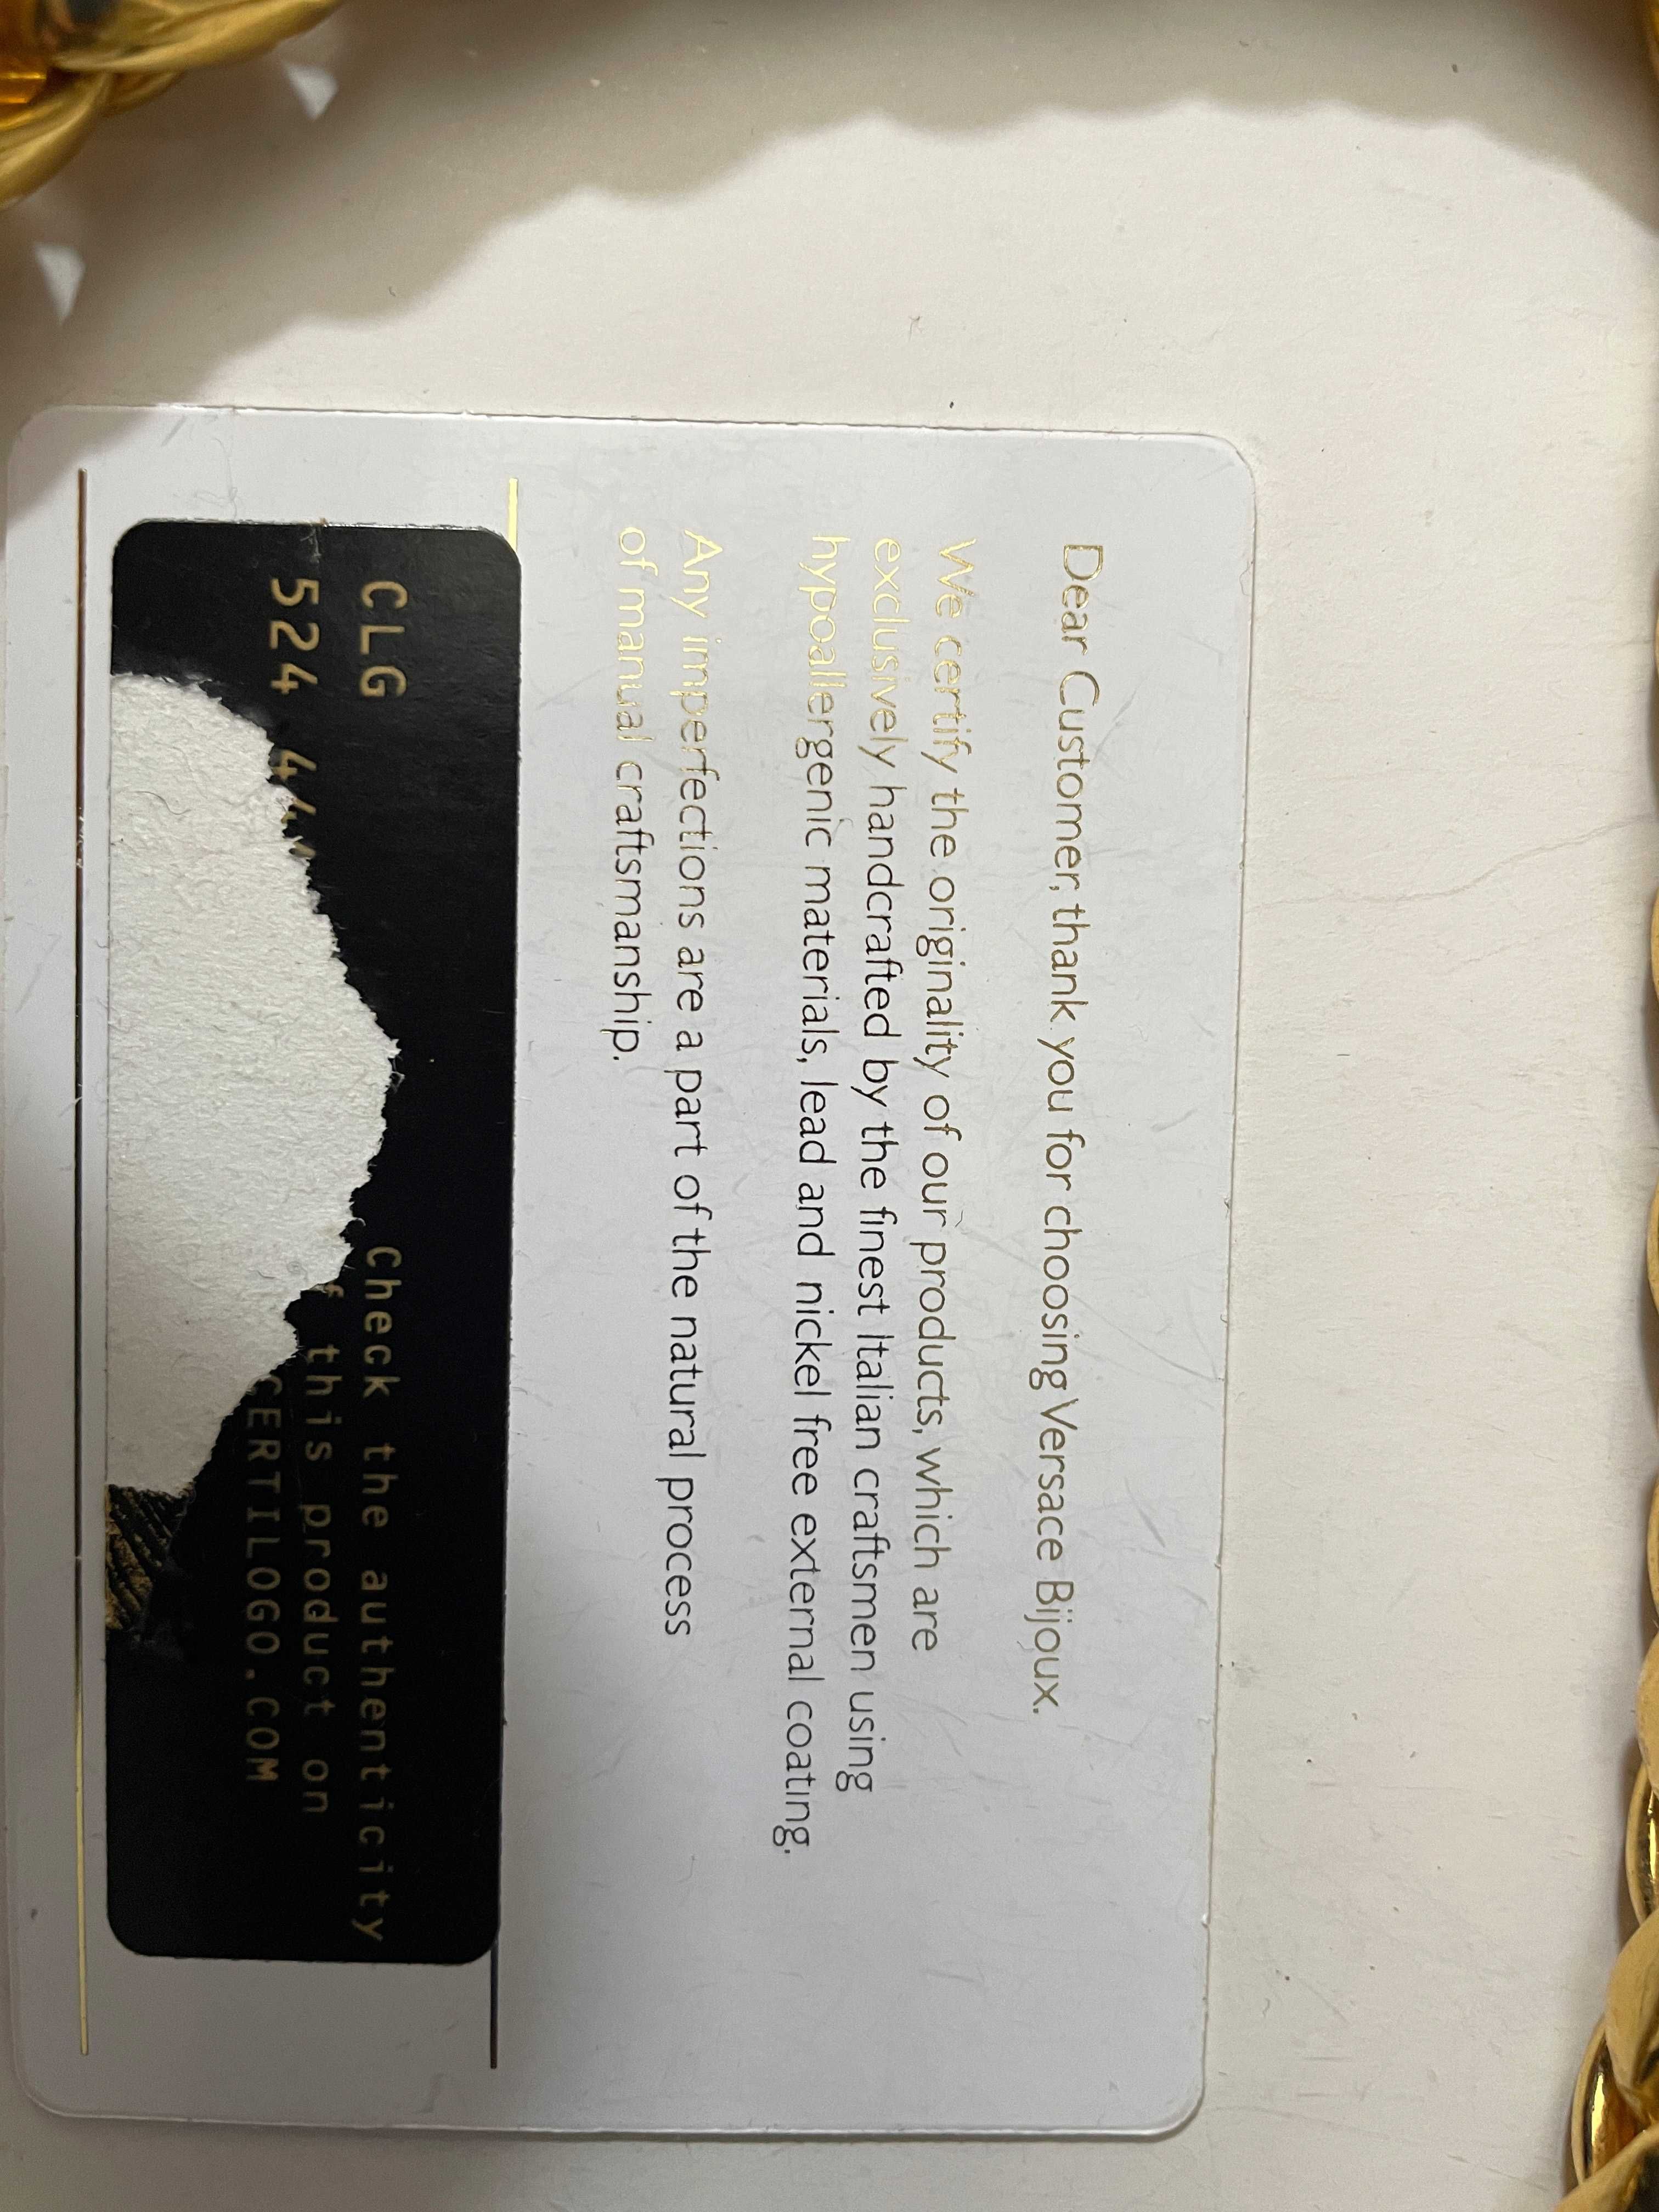 Dear Customer, thank you for choosing Versace Bijoux.
We certify the originality of our products, which are
exclusively handcrafted by the finest Italian craftsmen using
hypoallergenic materials, lead and nickel free external coating.
Any imperfections are a part of the natural process
of manual craftsmanship.
CLG
524
Check the authenticity
this product on
CERTILOGO.COM